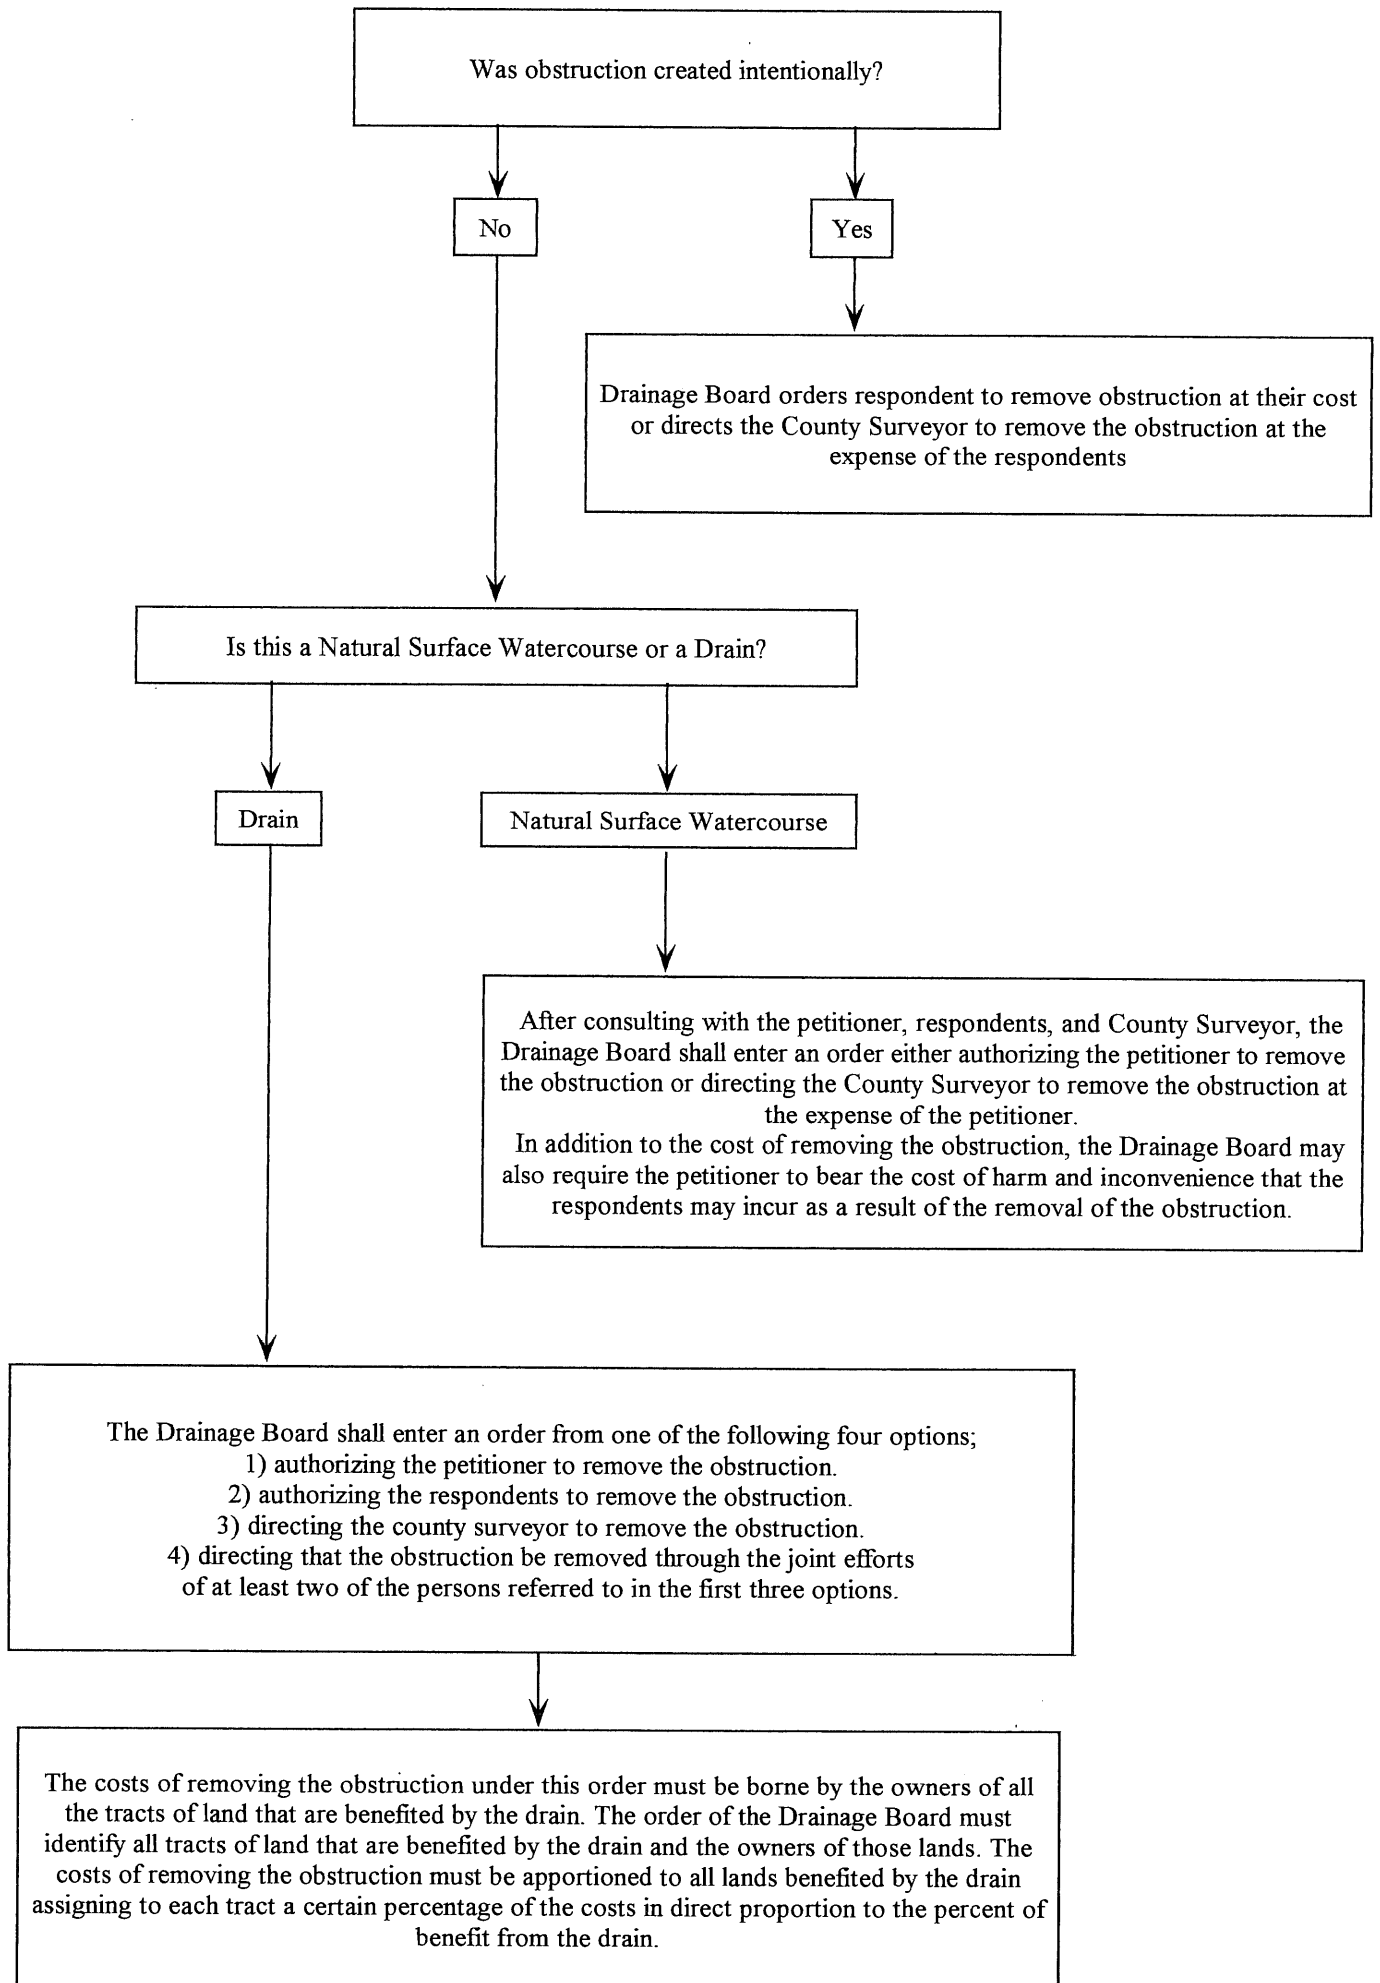 Was obstruction created intentionally?
No
Yes
Drainage Board orders respondent to remove obstruction at their cost
or directs the County Surveyor to remove the obstruction at the
expense of the respondents
Is this a Natural Surface Watercourse or a Drain?
Drain
Natural Surface Watercourse
After consulting with the petitioner, respondents, and County Surveyor, the
Drainage Board shall enter an order either authorizing the petitioner to remove
the obstruction or directing the County Surveyor to remove the obstruction at
the expense of the petitioner.
In addition to the cost of removing the obstruction, the Drainage Board may
also require the petitioner to bear the cost of harm and inconvenience that the
respondents may incur as a result of the removal of the obstruction.
The Drainage Board shall enter an order from one of the following four options;
1) authorizing the petitioner to remove the obstruction.
2) authorizing the respondents to remove the obstruction.
3) directing the county surveyor to remove the obstruction.
4) directing that the obstruction be removed through the joint efforts
of at least two of the persons referred to in the first three options.
The costs of removing the obstruction under this order must be borne by the owners of all
the tracts of land that are benefited by the drain. The order of the Drainage Board must
identify all tracts of land that are benefited by the drain and the owners of those lands. The
costs of removing the obstruction must be apportioned to all lands benefited by the drain
assigning to each tract a certain percentage of the costs in direct proportion to the percent of
benefit from the drain.